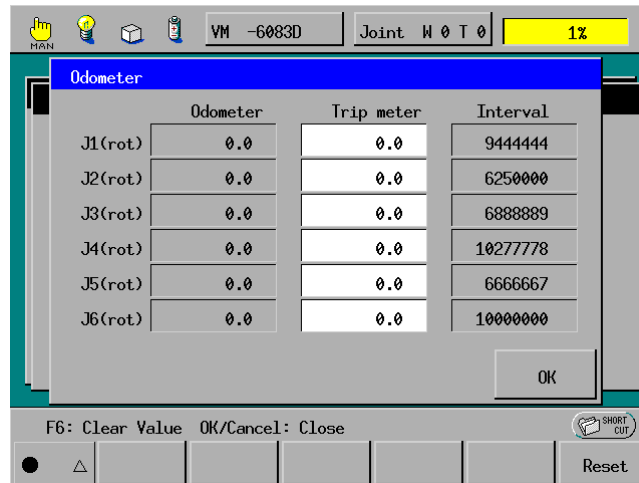 MAN VM -6083D Joint W 0 T 0 1%
Odometer
Odometer Trip meter Interval
J1(rot) 0.0 0.0 9444444
J2(rot) 0.0 0.0 6250000
J3(rot) 0.0 0.0 6888889
J4(rot) 0.0 0.0 10277778
J5(rot) 0.0 0.0 6666667
J6(rot) 0.0 0.0 10000000
OK
F6: Clear Value OK/Cancel: Close SHORT CUT
Reset